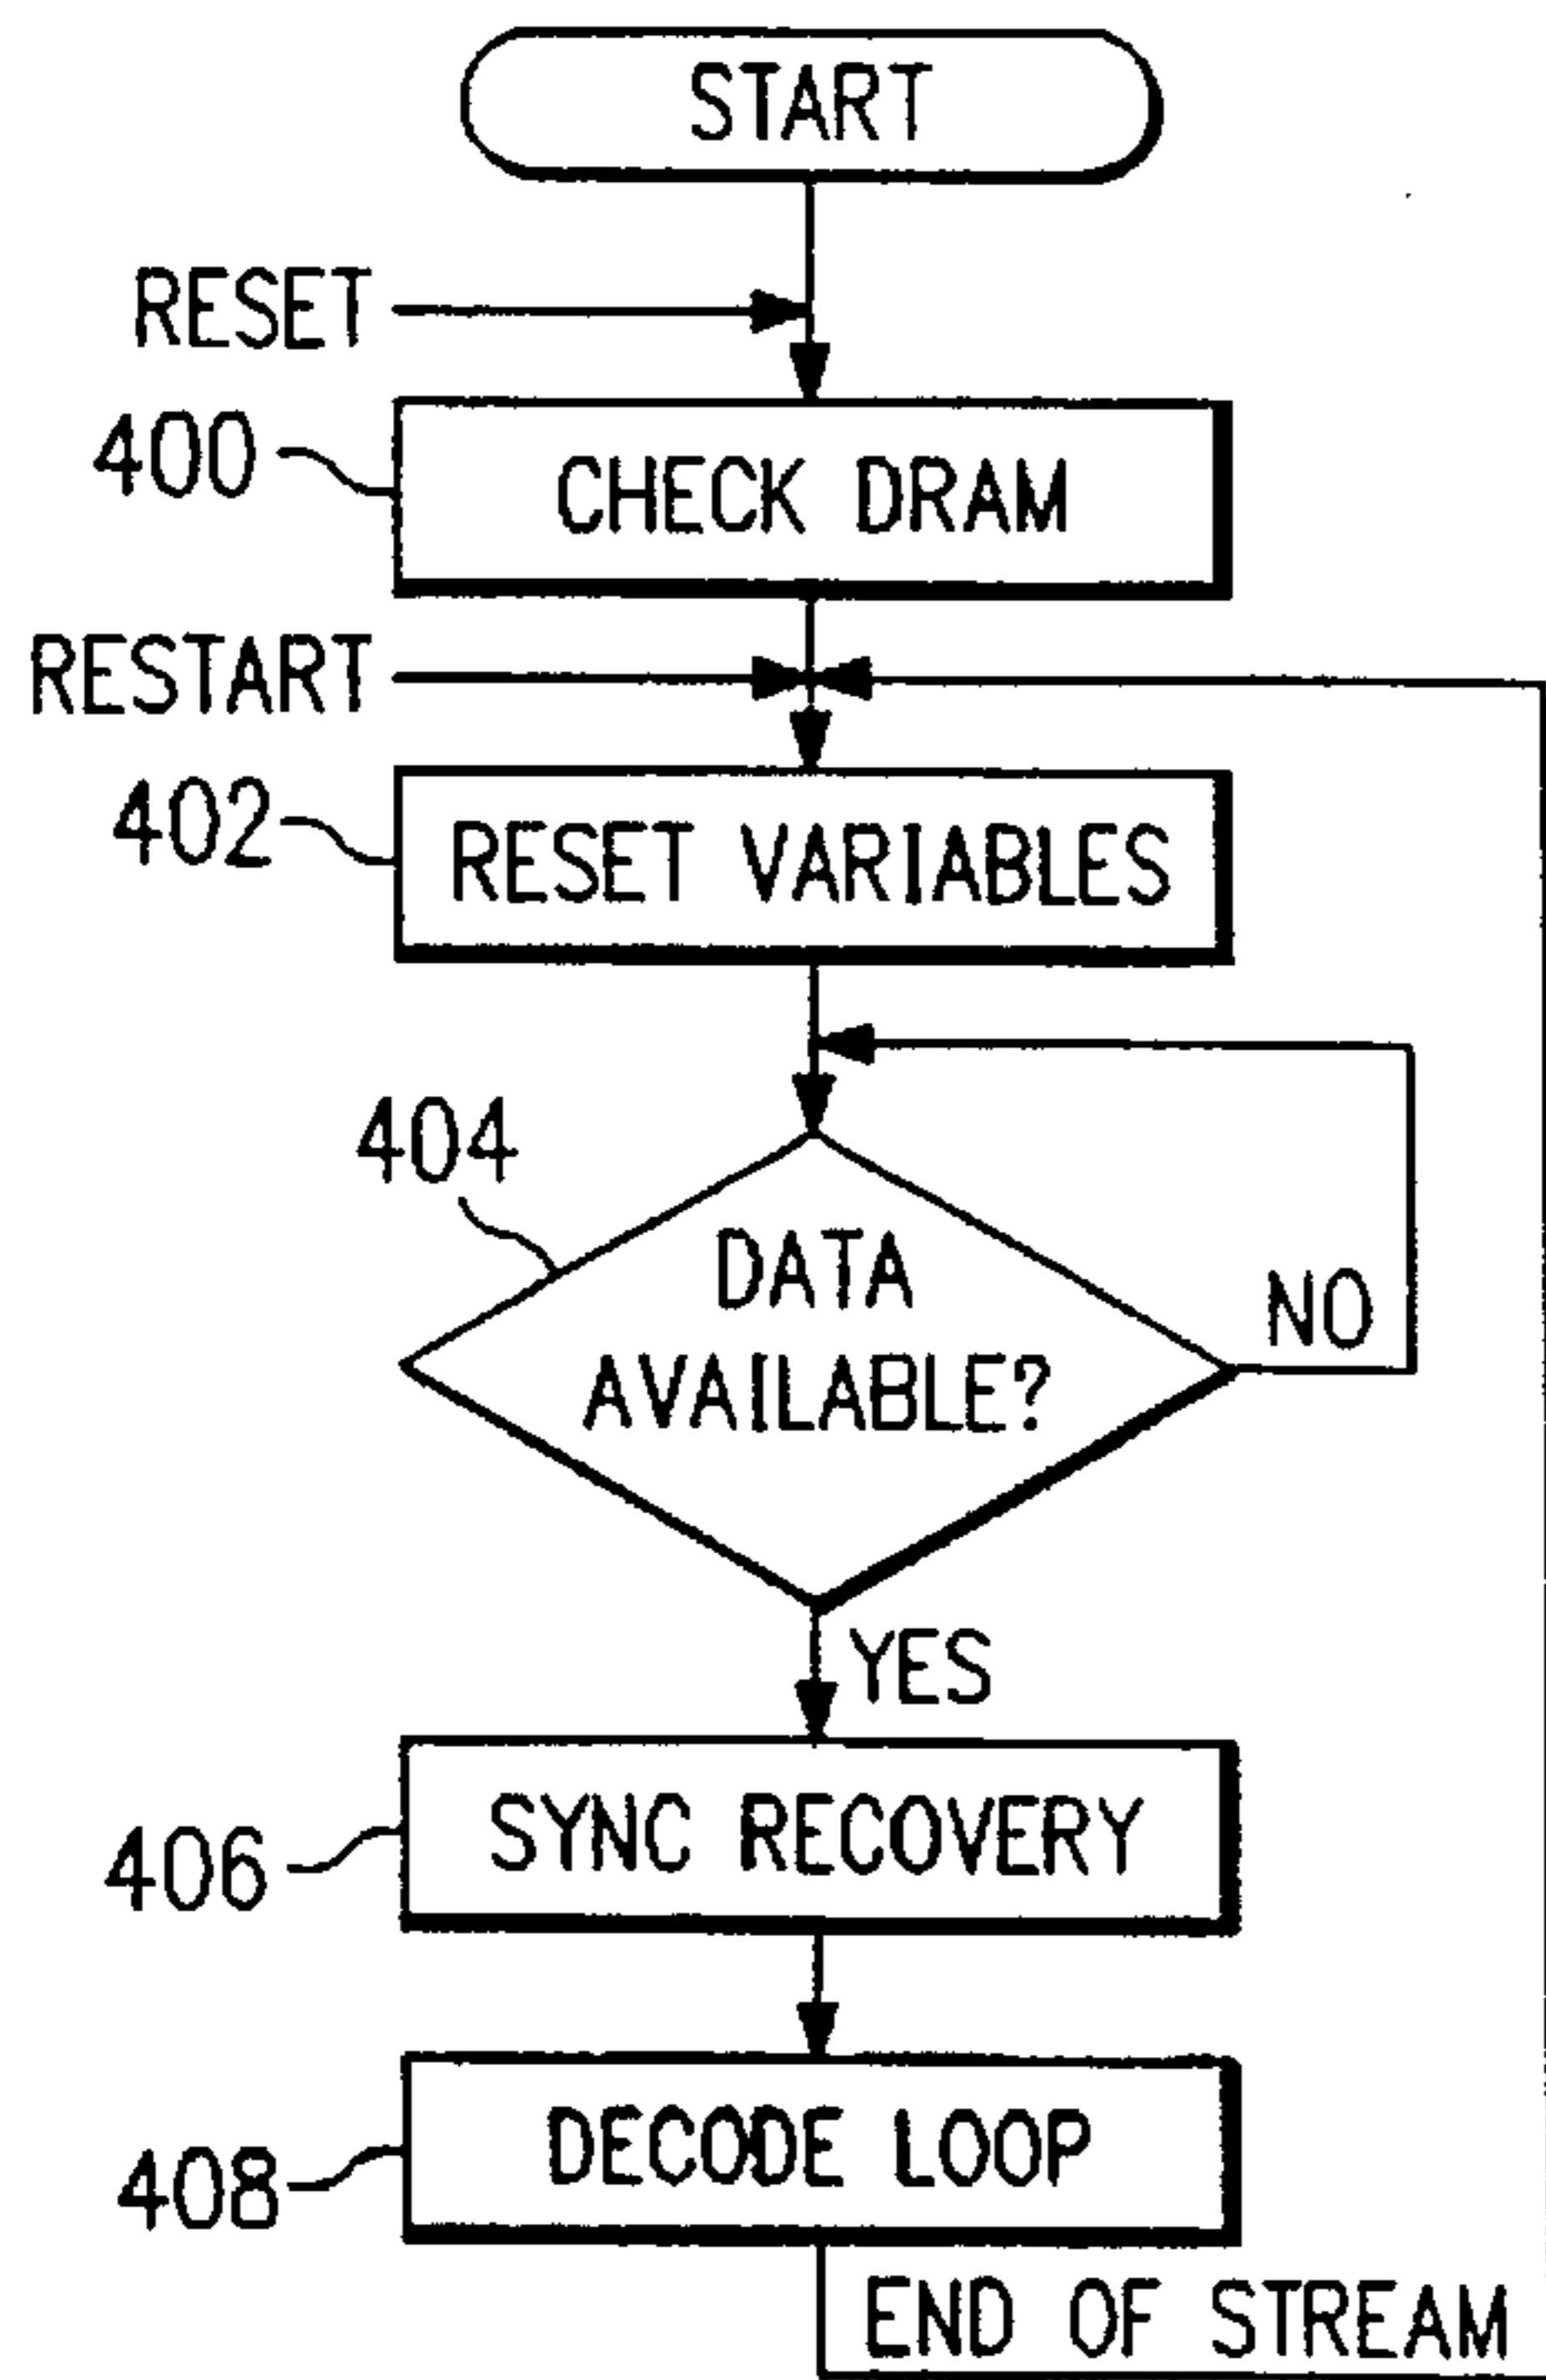 START
RESET
400
CHECK DRAM
RESTART
402
RESET VARIABLES
404
DATA
AVAILABLE?
NO
YES
406
SYNC RECOVERY
408
DECODE LOOP
END OF STREAM